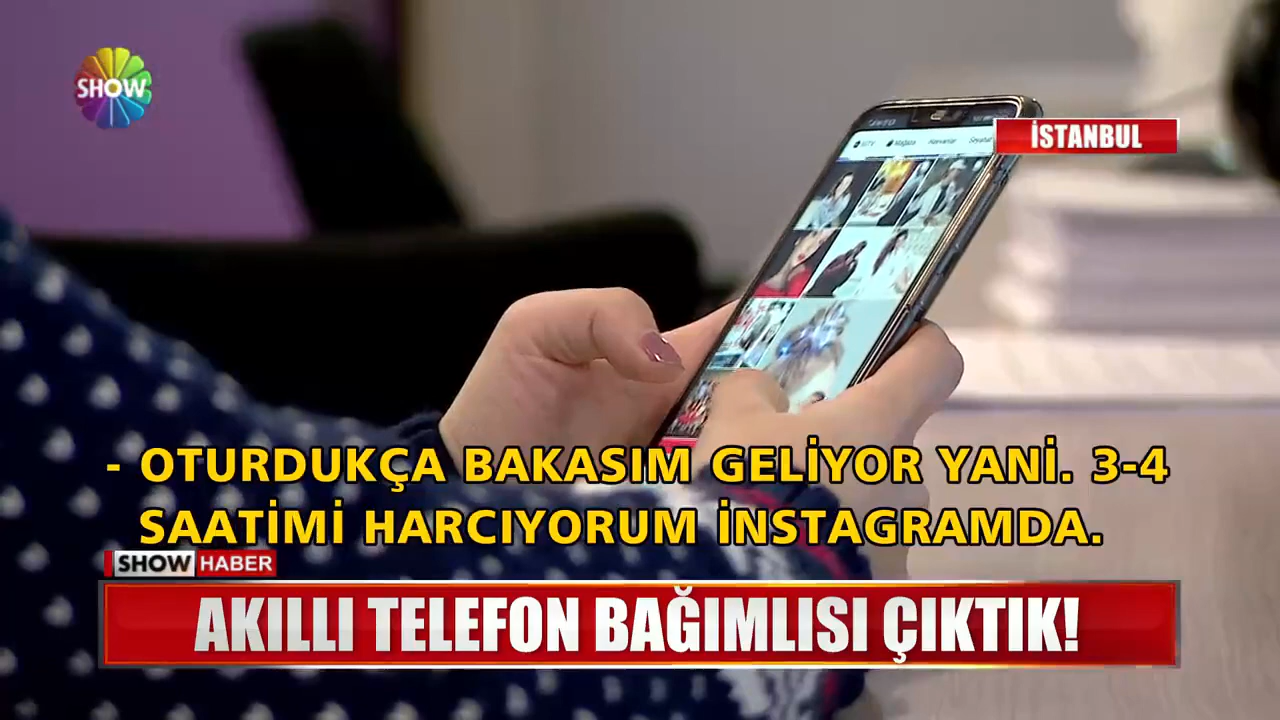 SHOW
İSTANBUL
Mağaza
- OTURDUKÇA BAKASIM GELİYOR YANİ. 3-4
SAATİMİ HARCIYORUM İNSTAGRAMDA.
SHOW HABER
AKILLI TELEFON BAĞIMLISI ÇIKTIK!